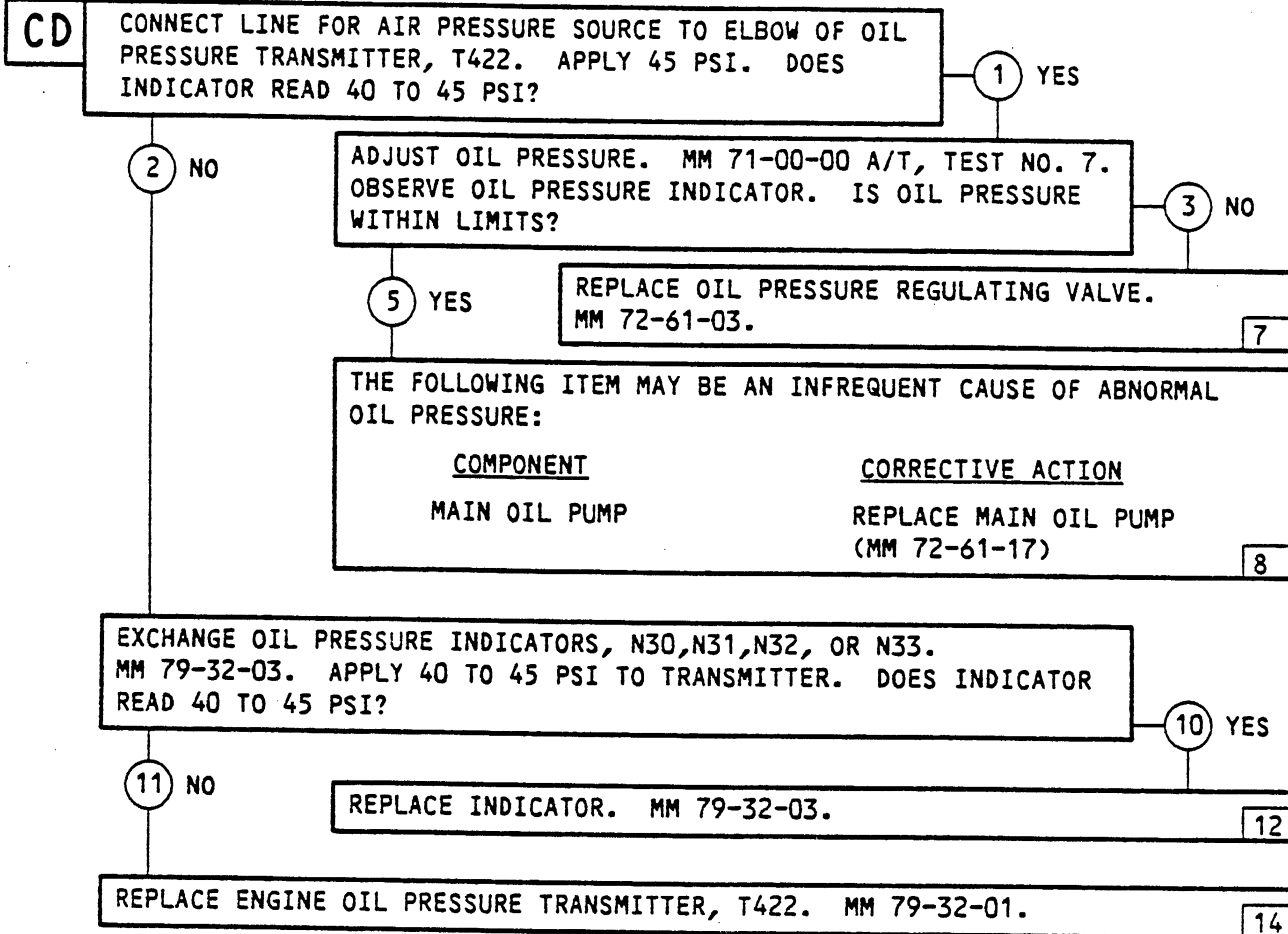 CD
CONNECT LINE FOR AIR PRESSURE SOURCE TO ELBOW OF OIL
PRESSURE TRANSMITTER, T422. APPLY 45 PSI. DOES
INDICATOR READ 40 TO 45 PSI?
1 YES
2 NO
ADJUST OIL PRESSURE. MM 71-00-00 A/T, TEST NO. 7.
OBSERVE OIL PRESSURE INDICATOR. IS OIL PRESSURE
WITHIN LIMITS?
3 NO
5 YES
REPLACE OIL PRESSURE REGULATING VALVE.
MM 72-61-03.
7
THE FOLLOWING ITEM MAY BE AN INFREQUENT CAUSE OF ABNORMAL
OIL PRESSURE:
COMPONENT CORRECTIVE ACTION
MAIN OIL PUMP REPLACE MAIN OIL PUMP
(MM 72-61-17)
8
EXCHANGE OIL PRESSURE INDICATORS, N30,N31,N32, OR N33.
MM 79-32-03. APPLY 40 TO 45 PSI TO TRANSMITTER. DOES INDICATOR
READ 40 TO 45 PSI?
10 YES
11 NO
REPLACE INDICATOR. MM 79-32-03.
12
REPLACE ENGINE OIL PRESSURE TRANSMITTER, T422. MM 79-32-01.
14